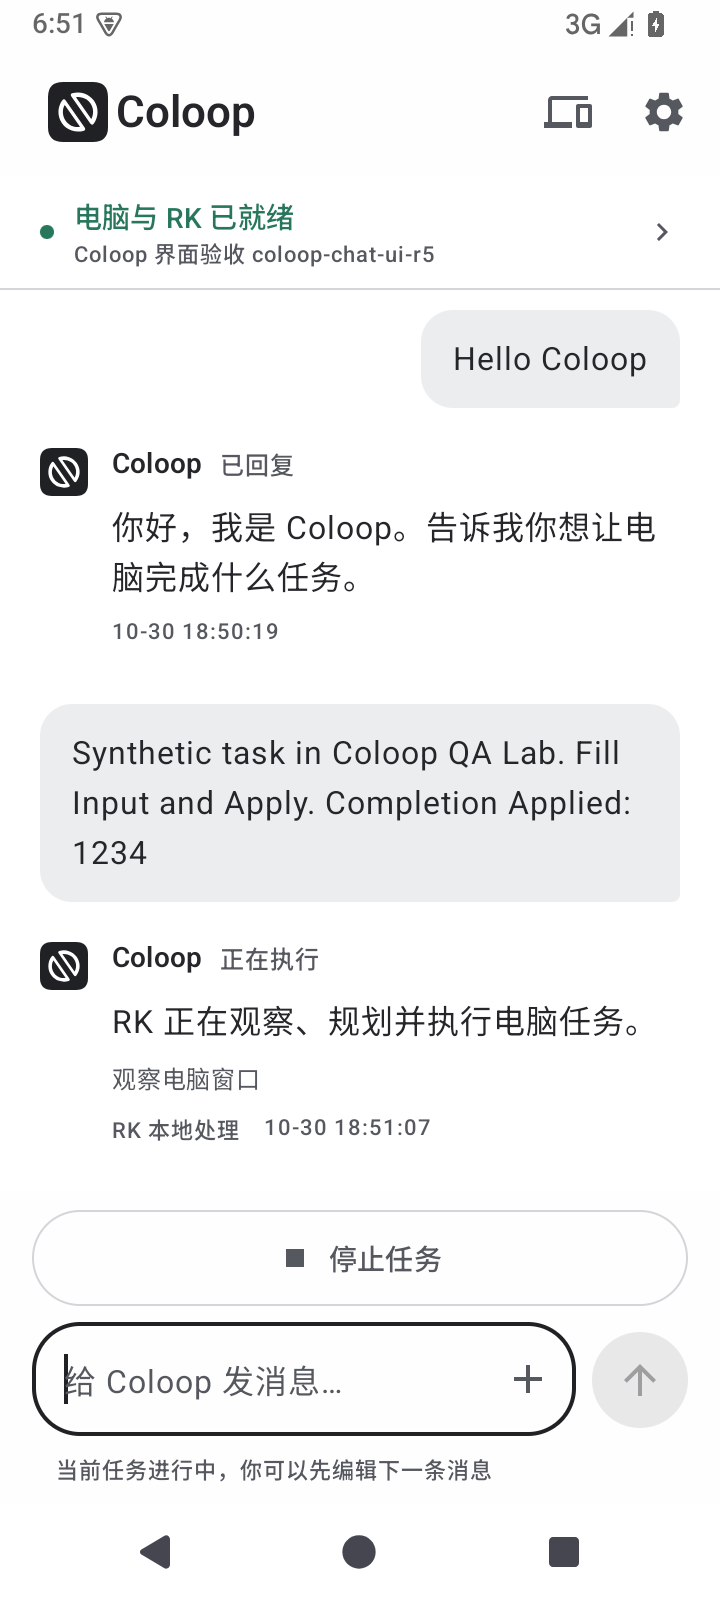 6:51
3G
Coloop
电脑与 RK 已就绪
Coloop 界面验收 coloop-chat-ui-r5
Hello Coloop
Coloop 已回复
你好，我是 Coloop。告诉我你想让电
脑完成什么任务。
10-30 18:50:19
Synthetic task in Coloop QA Lab. Fill
Input and Apply. Completion Applied:
1234
Coloop 正在执行
RK 正在观察、规划并执行电脑任务。
观察电脑窗口
RK 本地处理 10-30 18:51:07
停止任务
给 Coloop 发消息…
当前任务进行中，你可以先编辑下一条消息